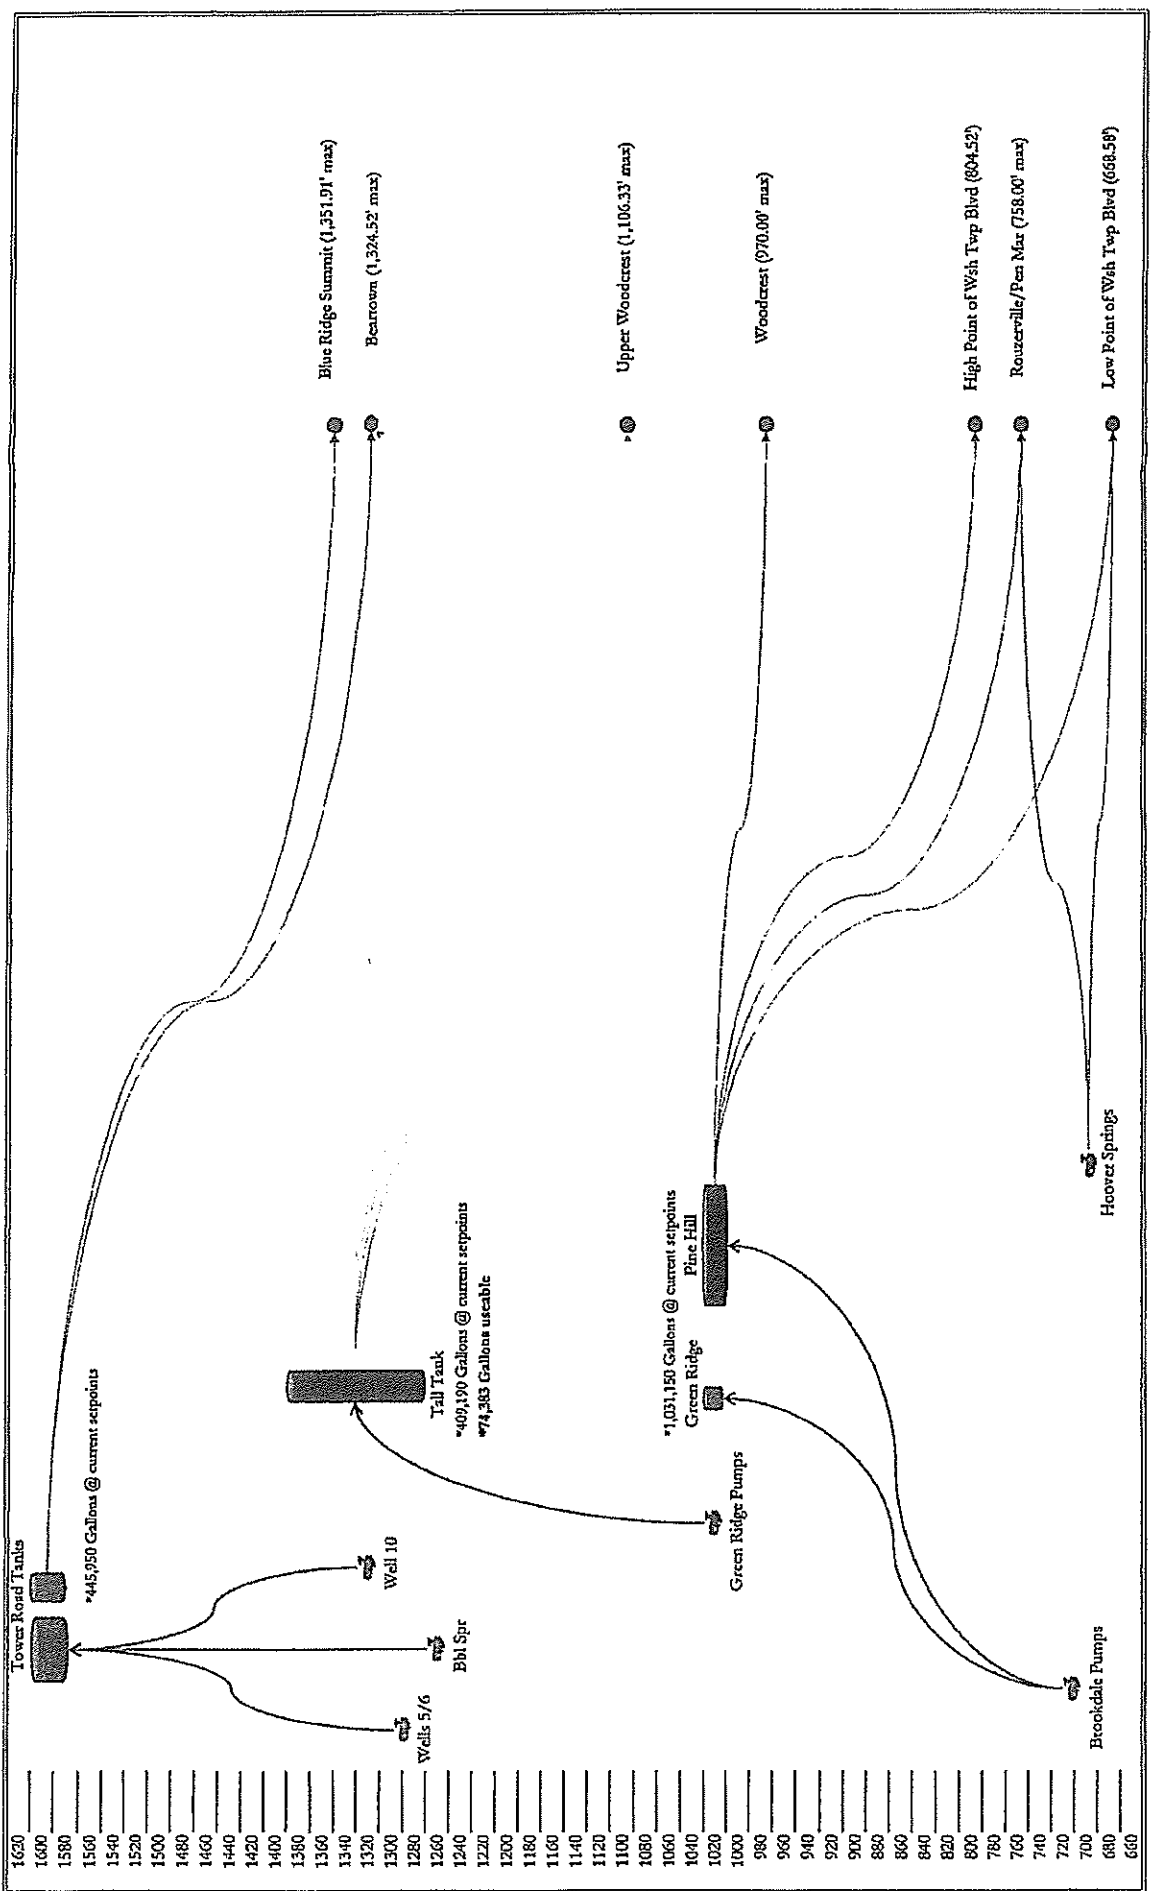 1620
1600
1580
1560
1540
1520
1500
1480
1460
1440
1420
1400
1380
1360
1340
1320
1300
1280
1260
1240
1220
1200
1180
1160
1140
1120
1100
1080
1060
1040
1020
1000
980
960
940
920
900
880
860
840
820
800
780
760
740
720
700
680
660
Tower Road Tanks
*445,950 Gallons @ current setpoints
Wells 5/6
Bbl Spr
Well 10
Tall Tank
*409,190 Gallons @ current setpoints
*74,383 Gallons useable
Green Ridge Pumps
*1,031,150 Gallons @ current setpoints
Green Ridge
Pine Hill
Brookdale Pumps
Hoover Springs
Blue Ridge Summit (1,351.91' max)
Beartown (1,324.52' max)
Upper Woodcrest (1,106.33' max)
Woodcrest (970.00' max)
High Point of Wsh Twp Blvd (804.52')
Rouzerville/Pen Mar (758.00' max)
Low Point of Wsh Twp Blvd (668.58')